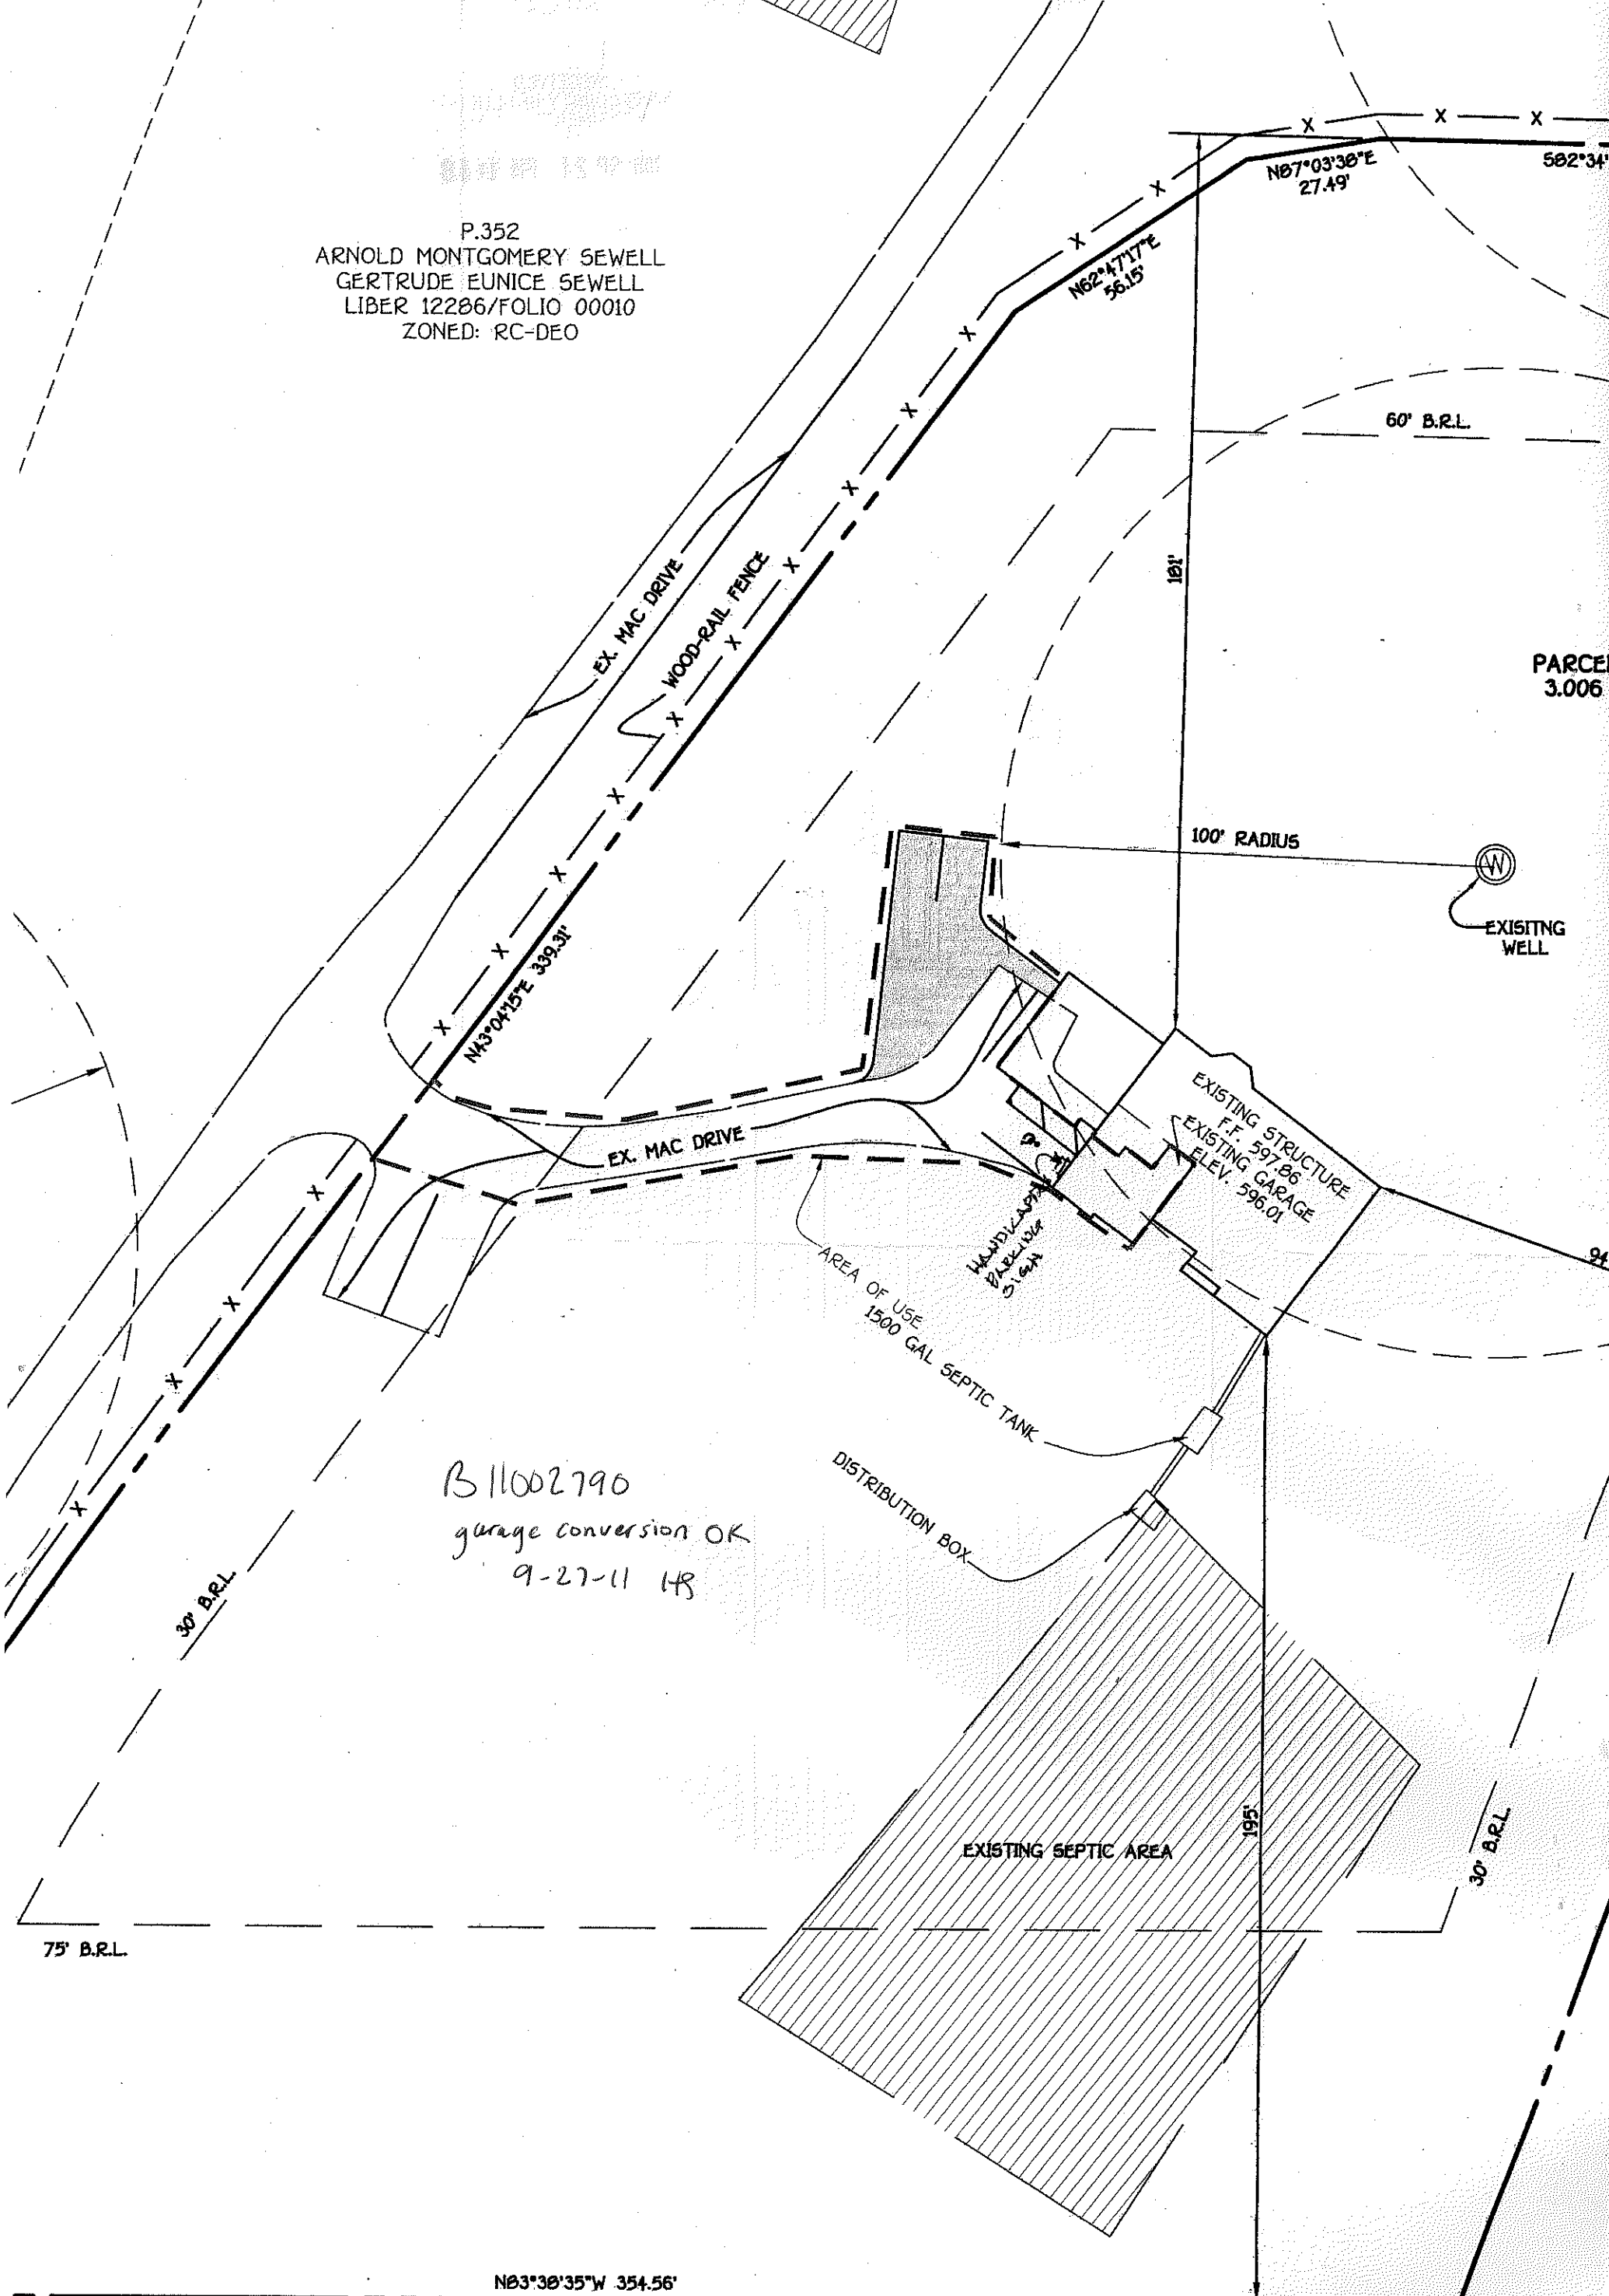 N87°03'38"E
27.49'
S82°34'
N62°47'17"E
56.15'
P.352
ARNOLD MONTGOMERY SEWELL
GERTRUDE EUNICE SEWELL
LIBER 12286/FOLIO 00010
ZONED: RC-DEO
60' B.R.L.
181'
EX. MAC DRIVE
WOOD-RAIL FENCE
PARCEL
3.006
100' RADIUS
W
EXISITNG
WELL
N43°04'15"E 339.31'
EXISTING STRUCTURE
F.F. 597.86
EXISTING GARAGE
ELEV. 596.01
EX. MAC DRIVE
HANDICAPPED
PARKING
SIGN
94
AREA OF USE
1500 GAL SEPTIC TANK
DISTRIBUTION BOX
B11002790
garage conversion OK
9-27-11 HS
30' B.R.L.
195'
EXISTING SEPTIC AREA
30' B.R.L.
75' B.R.L.
N83°38'35"W 354.56'